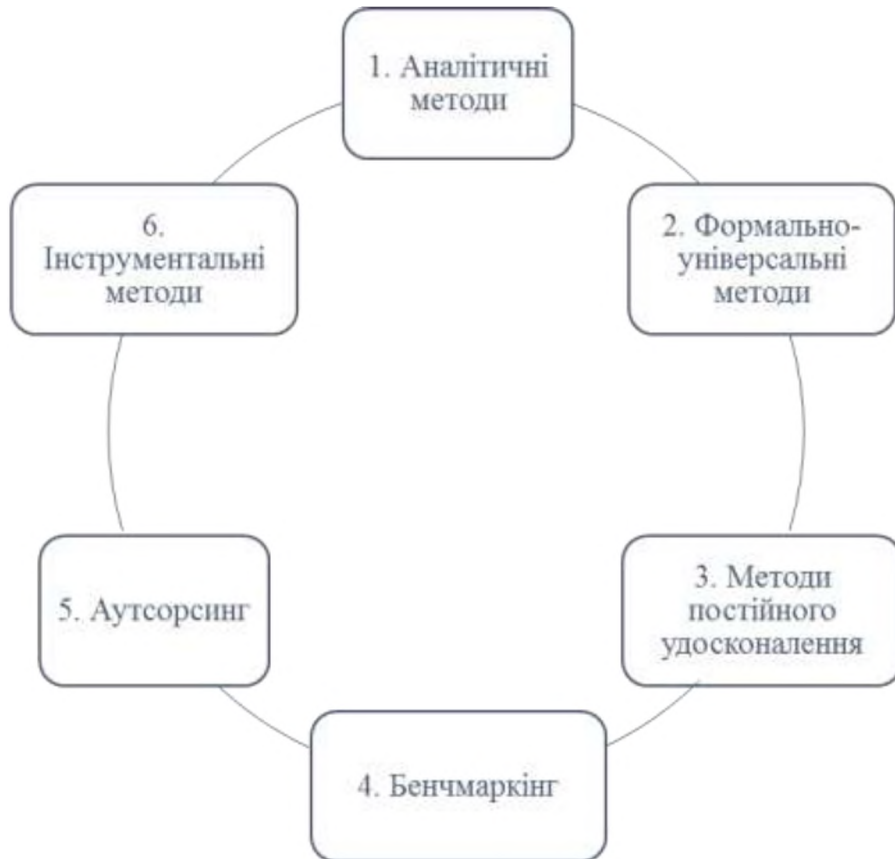 1. Аналітичні
методи
2. Формально-
універсальні
методи
3. Методи
постійного
удосконалення
4. Бенчмаркінг
5. Аутсорсинг
6.
Інструментальні
методи